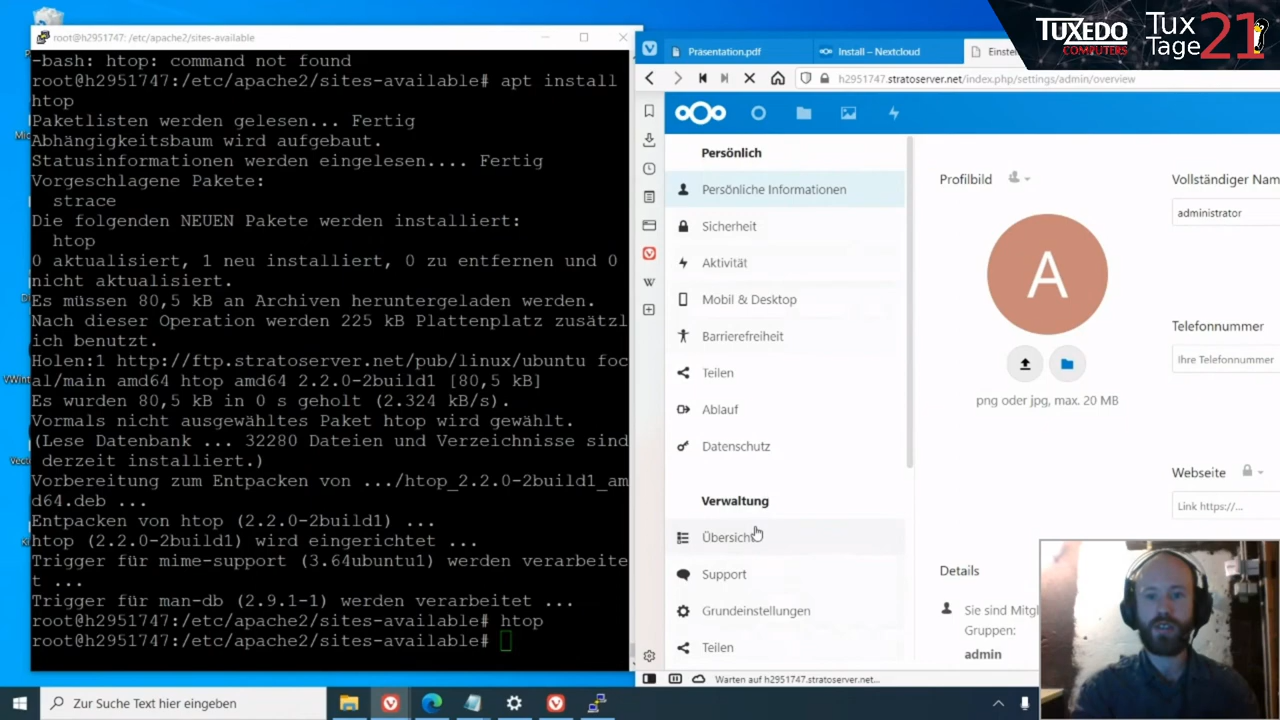 root@h2951747: /etc/apache2/sites-available
-bash: htop: command not found
root@h2951747:/etc/apache2/sites-available# apt install
htop
Paketlisten werden gelesen... Fertig
Abhängigkeitsbaum wird aufgebaut.
Statusinformationen werden eingelesen.... Fertig
Vorgeschlagene Pakete:
strace
Die folgenden NEUEN Pakete werden installiert:
htop
0 aktualisiert, 1 neu installiert, 0 zu entfernen und 0
nicht aktualisiert.
Es müssen 80,5 kB an Archiven heruntergeladen werden.
Nach dieser Operation werden 225 kB Plattenplatz zusätzl
ich benutzt.
Holen:1 http://ftp.stratoserver.net/pub/linux/ubuntu foc
al/main amd64 htop amd64 2.2.0-2build1 [80,5 kB]
Es wurden 80,5 kB in 0 s geholt (2.324 kB/s).
Vormals nicht ausgewähltes Paket htop wird gewählt.
(Lese Datenbank ... 32280 Dateien und Verzeichnisse sind
derzeit installiert.)
Vorbereitung zum Entpacken von .../htop_2.2.0-2build1_am
d64.deb ...
Entpacken von htop (2.2.0-2build1) ...
htop (2.2.0-2build1) wird eingerichtet ...
Trigger für mime-support (3.64ubuntu1) werden verarbeite
t ...
Trigger für man-db (2.9.1-1) werden verarbeitet ...
root@h2951747:/etc/apache2/sites-available# htop
root@h2951747:/etc/apache2/sites-available#
TUXEDO
COMPUTERS
Tux
Tage
21
Präsentation.pdf
Install – Nextcloud
Einste
h2951747.stratoserver.net/index.php/settings/admin/overview
Persönlich
Persönliche Informationen
Sicherheit
Aktivität
Mobil & Desktop
Barrierefreiheit
Teilen
Ablauf
Datenschutz
Verwaltung
Übersicht
Support
Grundeinstellungen
Teilen
Profilbild
A
png oder jpg, max. 20 MB
Vollständiger Nam
administrator
Telefonnummer
Ihre Telefonnummer
Webseite
Link https://...
Details
Sie sind Mitgl
Gruppen:
admin
Warten auf h2951747.stratoserver.net...
Zur Suche Text hier eingeben